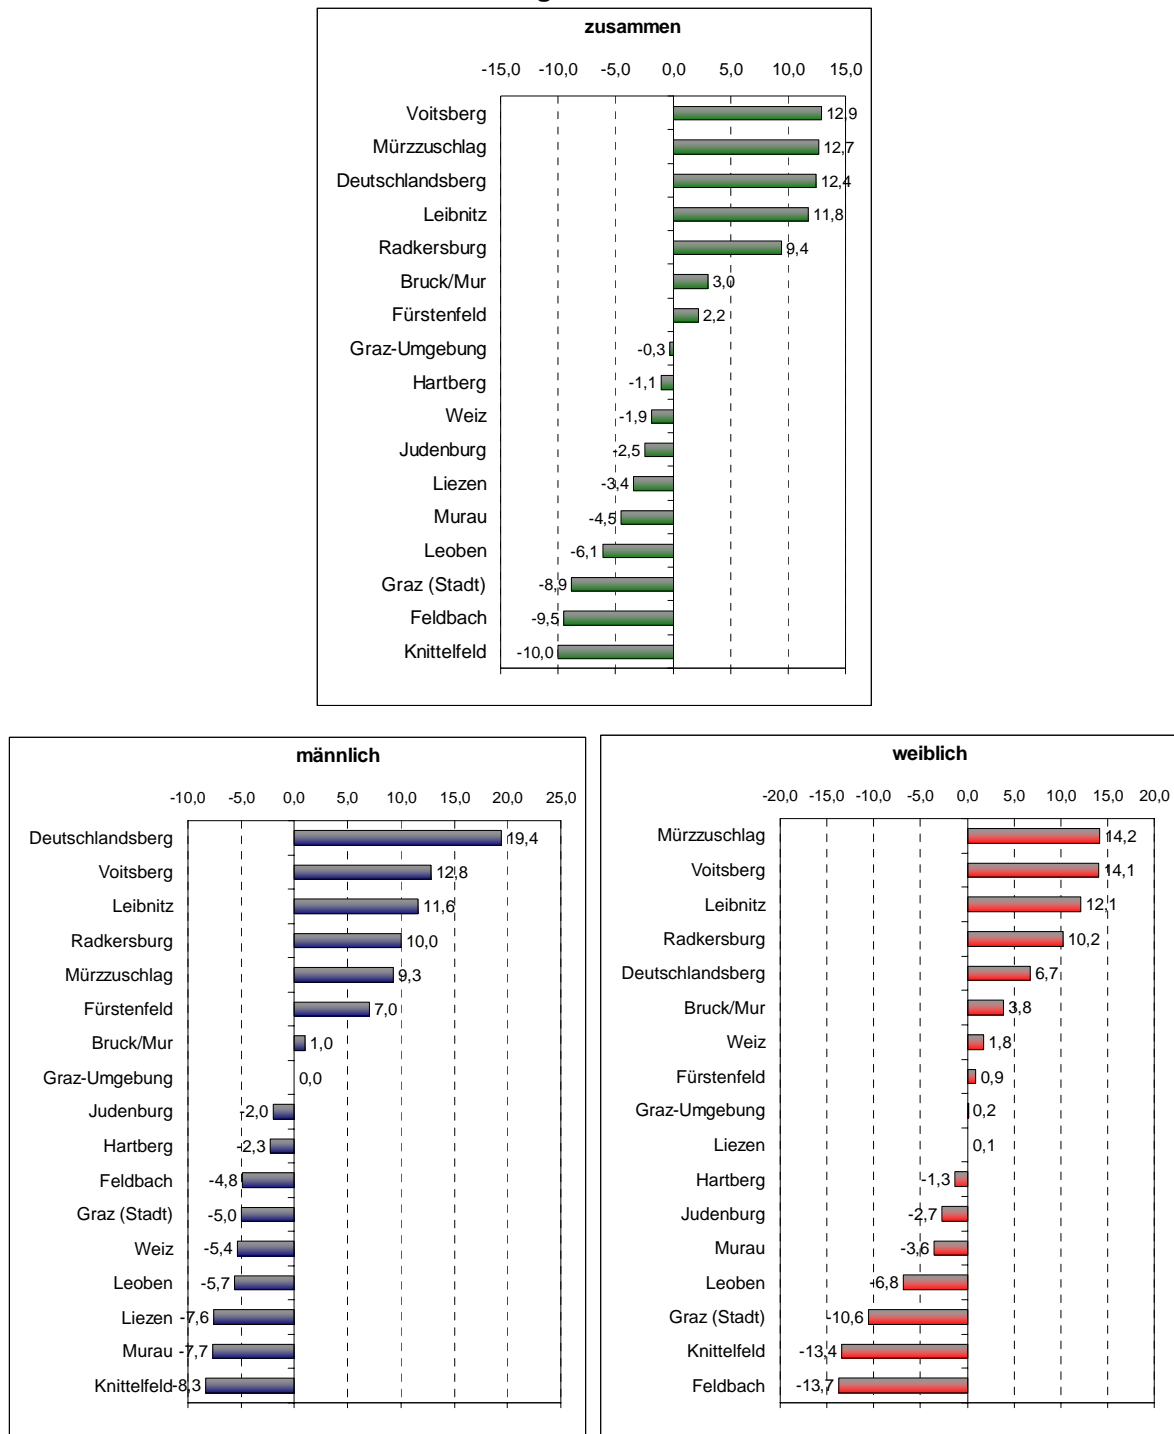 zusammen
-15,0 -10,0 -5,0 0,0 5,0 10,0 15,0
Voitsberg 12,9
Mürzzuschlag 12,7
Deutschlandsberg 12,4
Leibnitz 11,8
Radkersburg 9,4
Bruck/Mur 3,0
Fürstenfeld 2,2
Graz-Umgebung -0,3
Hartberg -1,1
Weiz -1,9
Judenburg -2,5
Liezen -3,4
Murau -4,5
Leoben -6,1
Graz (Stadt) -8,9
Feldbach -9,5
Knittelfeld -10,0
männlich
-10,0 -5,0 0,0 5,0 10,0 15,0 20,0 25,0
Deutschlandsberg 19,4
Voitsberg 12,8
Leibnitz 11,6
Radkersburg 10,0
Mürzzuschlag 9,3
Fürstenfeld 7,0
Bruck/Mur 1,0
Graz-Umgebung 0,0
Judenburg -2,0
Hartberg -2,3
Feldbach -4,8
Graz (Stadt) -5,0
Weiz -5,4
Leoben -5,7
Liezen -7,6
Murau -7,7
Knittelfeld -8,3
weiblich
-20,0 -15,0 -10,0 -5,0 0,0 5,0 10,0 15,0 20,0
Mürzzuschlag 14,2
Voitsberg 14,1
Leibnitz 12,1
Radkersburg 10,2
Deutschlandsberg 6,7
Bruck/Mur 3,8
Weiz 1,8
Fürstenfeld 0,9
Graz-Umgebung 0,2
Liezen 0,1
Hartberg -1,3
Judenburg -2,7
Murau -3,6
Leoben -6,8
Graz (Stadt) -10,6
Knittelfeld -13,4
Feldbach -13,7